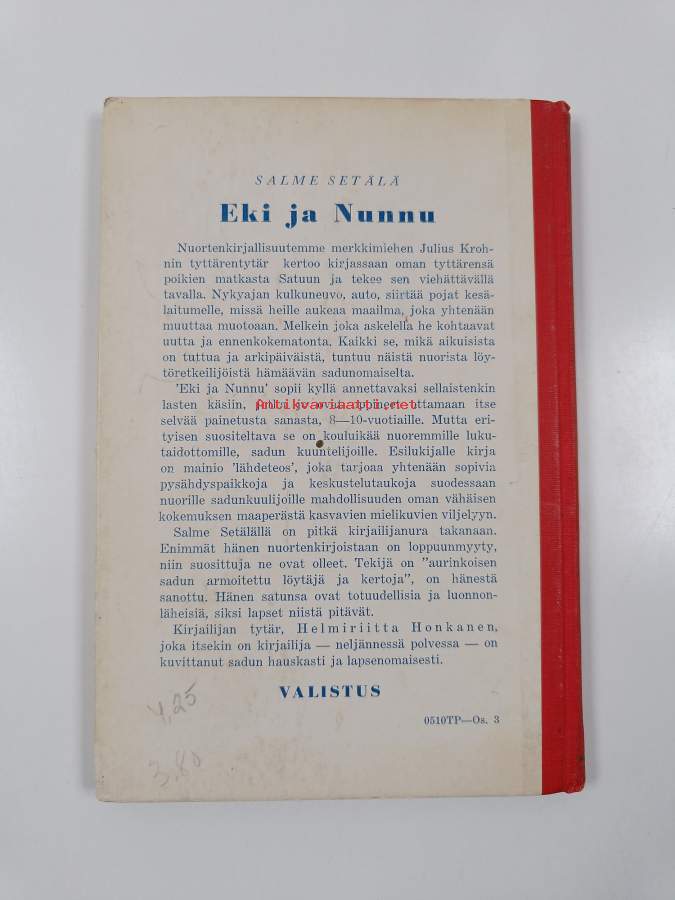 SALME SETÄLÄ
Eki ja Nunnu
Nuortenkirjallisuutemme merkkimiehen Julius Kroh-
nin tyttärentytär kertoo kirjassaan oman tyttärensä
poikien matkasta Satuun ja tekee sen viehättävällä
tavalla. Nykyajan kulkuneuvo, auto, siirtää pojat kesä-
laitumelle, missä heille aukeaa maailma, joka yhtenään
muuttaa muotoaan. Melkein joka askelella he kohtaavat
uutta ja ennenkokematonta. Kaikki se, mikä aikuisista
on tuttua ja arkipäiväistä, tuntuu näistä nuorista löy-
töretkeilijöistä hämäävän sadunomaiselta.
'Eki ja Nunnu' sopii kyllä annettavaksi sellaistenkin
lasten käsiin, jotka jo ovat oppineet ottamaan itse
Antikvariaatti.net
selvää painetusta sanasta, 8—10-vuotiaille. Mutta eri-
tyisen suositeltava se on kouluikää nuoremmille luku-
taidottomille, sadun kuuntelijoille. Esilukijalle kirja
on mainio 'lähdeteos', joka tarjoaa yhtenään sopivia
pysähdyspaikkoja ja keskustelutaukoja suodessaan
nuorille sadunkuulijoille mahdollisuuden oman vähäisen
kokemuksen maaperästä kasvavien mielikuvien viljelyyn.
Salme Setälällä on pitkä kirjailijanura takanaan.
Enimmät hänen nuortenkirjoistaan on loppuunmyyty,
niin suosittuja ne ovat olleet. Tekijä on "aurinkoisen
sadun armoitettu löytäjä ja kertoja", on hänestä
sanottu. Hänen satunsa ovat totuudellisia ja luonnon-
läheisiä, siksi lapset niistä pitävät.
Kirjailijan tytär, Helmiriitta Honkanen,
joka itsekin on kirjailija — neljännessä polvessa — on
kuvittanut sadun hauskasti ja lapsenomaisesti.
VALISTUS
4,25
0510TP—Os. 3
3,80